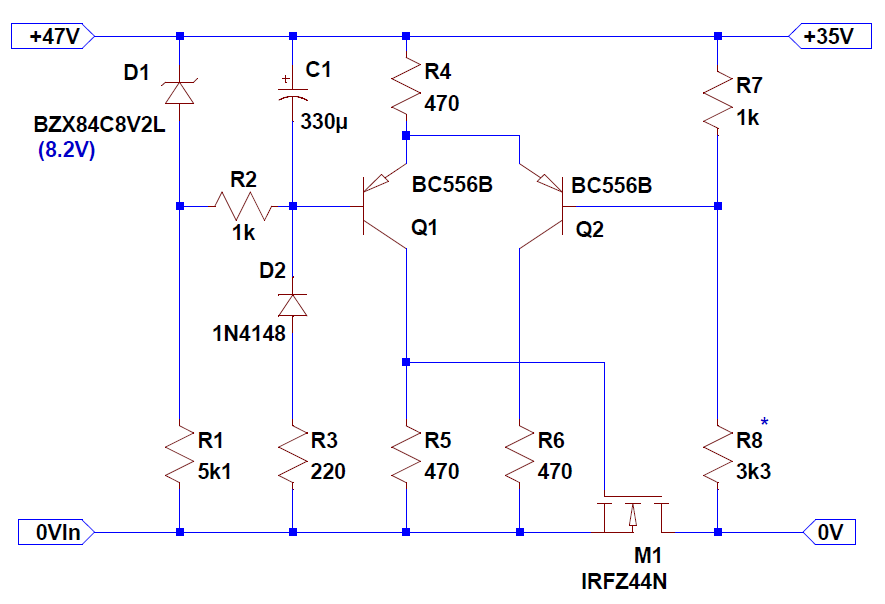 +47V
+35V
D1
BZX84C8V2L
(8.2V)
+
C1
330µ
R4
470
R7
1k
R2
1k
BC556B
Q1
BC556B
Q2
D2
1N4148
R1
5k1
R3
220
R5
470
R6
470
*
R8
3k3
0VIn
0V
M1
IRFZ44N